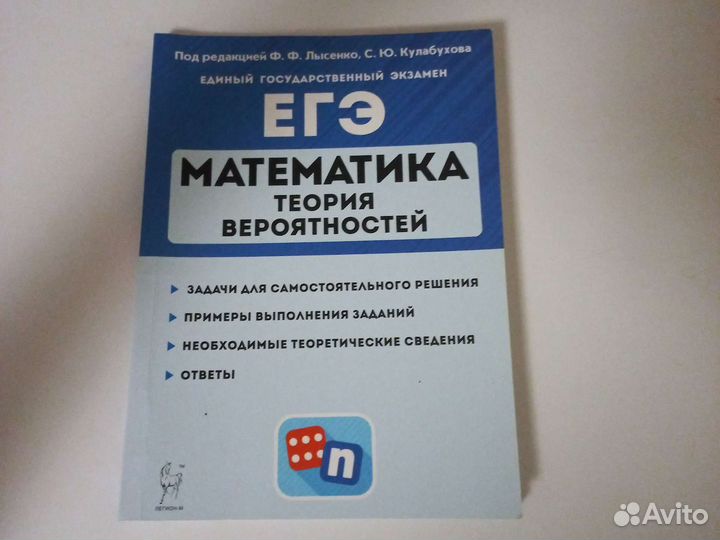 Под редакцией Ф. Ф. Лысенко, С. Ю. Кулабухова
ЕДИНЫЙ ГОСУДАРСТВЕННЫЙ ЭКЗАМЕН
ЕГЭ
МАТЕМАТИКА
ТЕОРИЯ
ВЕРОЯТНОСТЕЙ
ЗАДАЧИ ДЛЯ САМОСТОЯТЕЛЬНОГО РЕШЕНИЯ
ПРИМЕРЫ ВЫПОЛНЕНИЯ ЗАДАНИЙ
НЕОБХОДИМЫЕ ТЕОРЕТИЧЕСКИЕ СВЕДЕНИЯ
ОТВЕТЫ
n
ЛЕГИОН-М
Avito